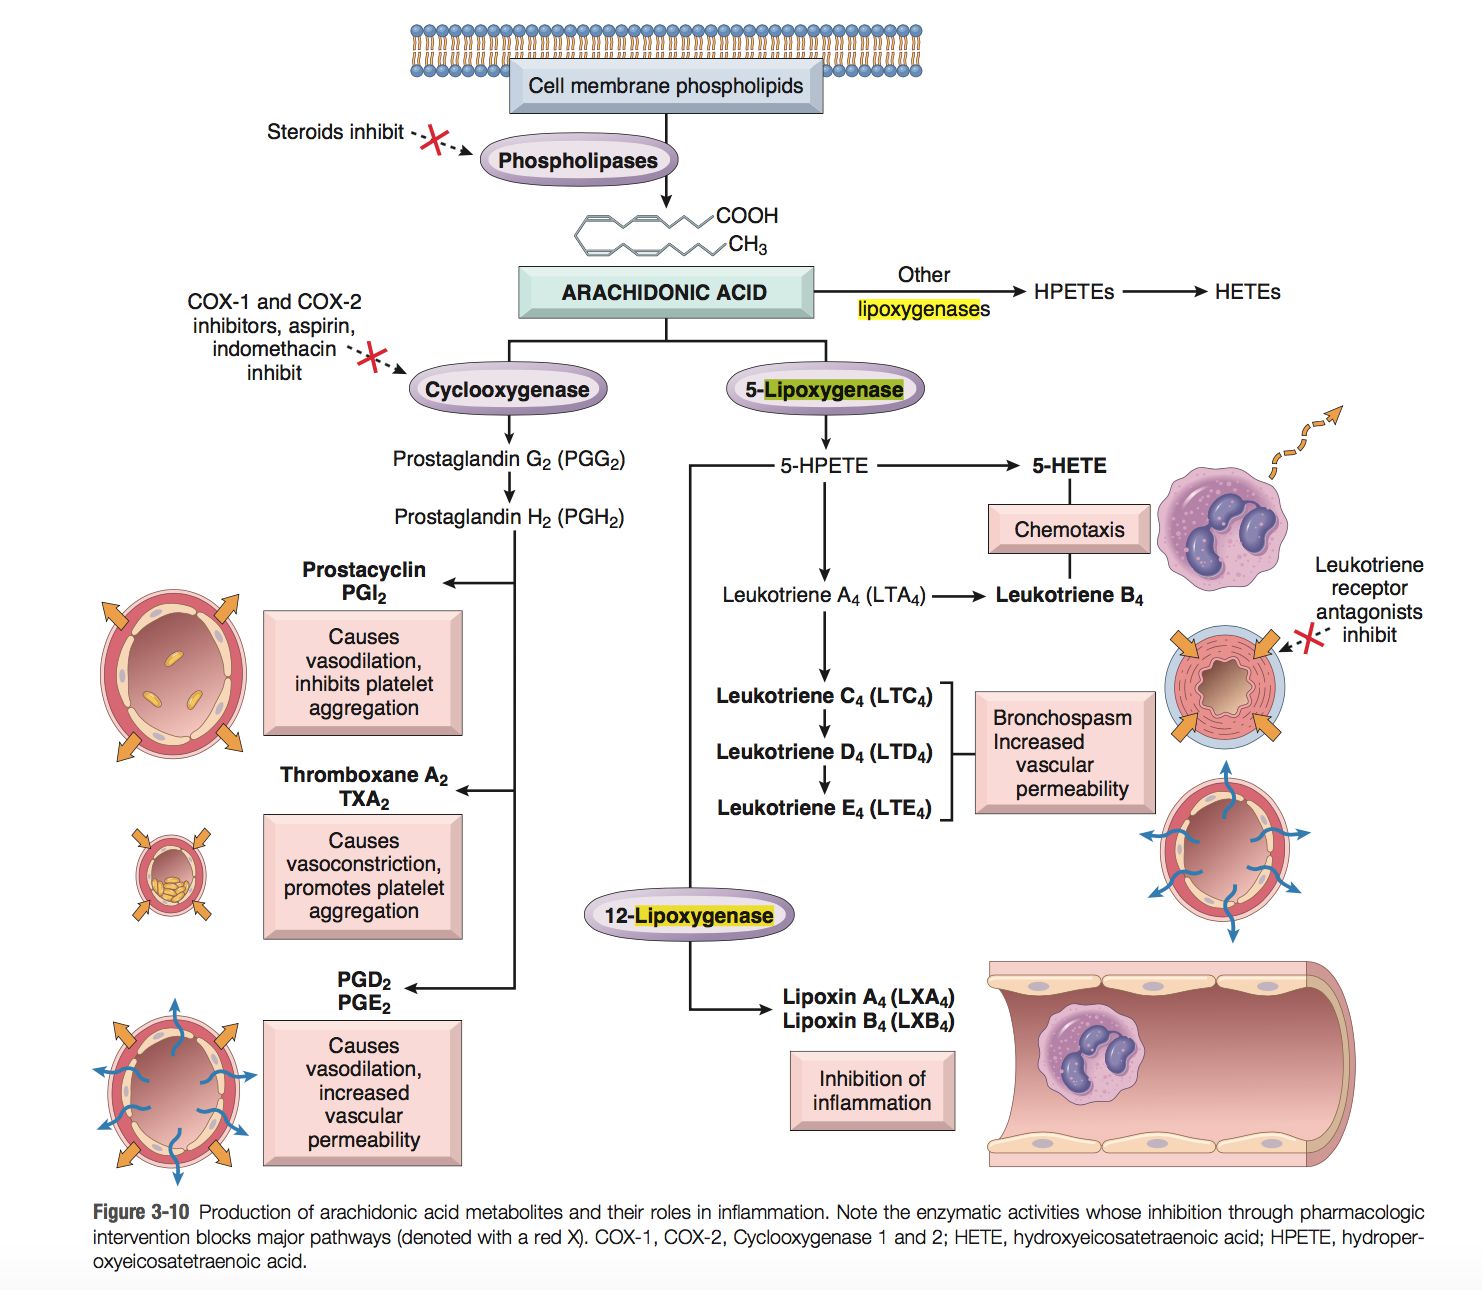 Cell membrane phospholipids
Steroids inhibit
Phospholipases
COOH
CH₃
ARACHIDONIC ACID
Other
lipoxygenases
HPETEs
HETEs
COX-1 and COX-2
inhibitors, aspirin,
indomethacin
inhibit
Cyclooxygenase
5-Lipoxygenase
Prostaglandin G₂ (PGG₂)
Prostaglandin H₂ (PGH₂)
5-HPETE
5-HETE
Chemotaxis
Leukotriene A₄ (LTA₄)
Leukotriene B₄
Leukotriene
receptor
antagonists
inhibit
Prostacyclin
PGI₂
Causes
vasodilation,
inhibits platelet
aggregation
Leukotriene C₄ (LTC₄)
Leukotriene D₄ (LTD₄)
Leukotriene E₄ (LTE₄)
Bronchospasm
Increased
vascular
permeability
Thromboxane A₂
TXA₂
Causes
vasoconstriction,
promotes platelet
aggregation
12-Lipoxygenase
PGD₂
PGE₂
Causes
vasodilation,
increased
vascular
permeability
Lipoxin A₄ (LXA₄)
Lipoxin B₄ (LXB₄)
Inhibition of
inflammation
Figure 3-10 Production of arachidonic acid metabolites and their roles in inflammation. Note the enzymatic activities whose inhibition through pharmacologic
intervention blocks major pathways (denoted with a red X). COX-1, COX-2, Cyclooxygenase 1 and 2; HETE, hydroxyeicosatetraenoic acid; HPETE, hydroper-
oxyeicosatetraenoic acid.